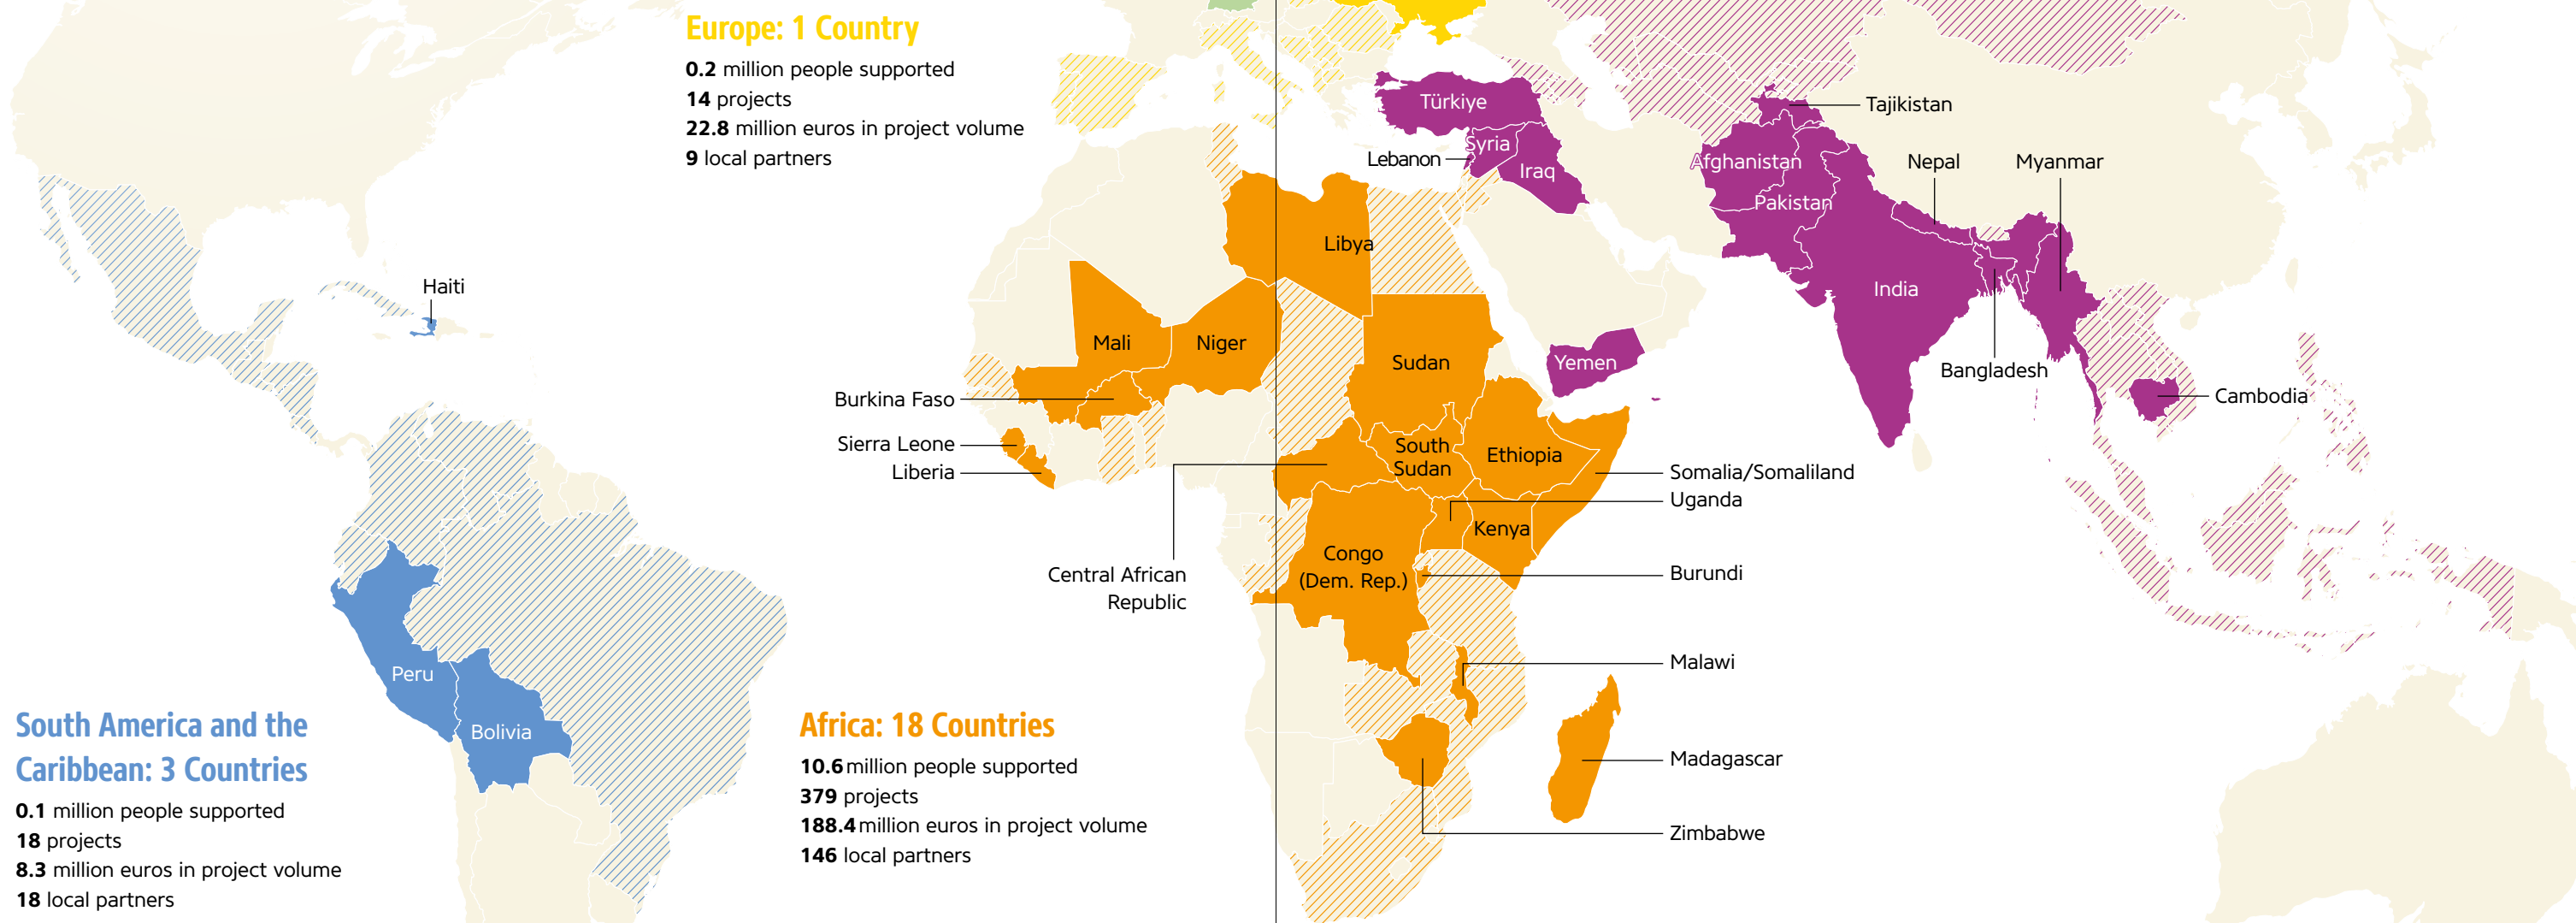 Europe: 1 Country
0.2 million people supported
14 projects
22.8 million euros in project volume
9 local partners
Türkiye
Syria
Lebanon
Iraq
Tajikistan
Afghanistan
Pakistan
Nepal
Myanmar
India
Bangladesh
Cambodia
Yemen
Haiti
Peru
Bolivia
South America and the
Caribbean: 3 Countries
0.1 million people supported
18 projects
8.3 million euros in project volume
18 local partners
Libya
Mali
Niger
Sudan
Burkina Faso
Sierra Leone
Liberia
South
Sudan
Ethiopia
Somalia/Somaliland
Uganda
Kenya
Central African
Republic
Congo
(Dem. Rep.)
Burundi
Malawi
Madagascar
Zimbabwe
Africa: 18 Countries
10.6 million people supported
379 projects
188.4 million euros in project volume
146 local partners